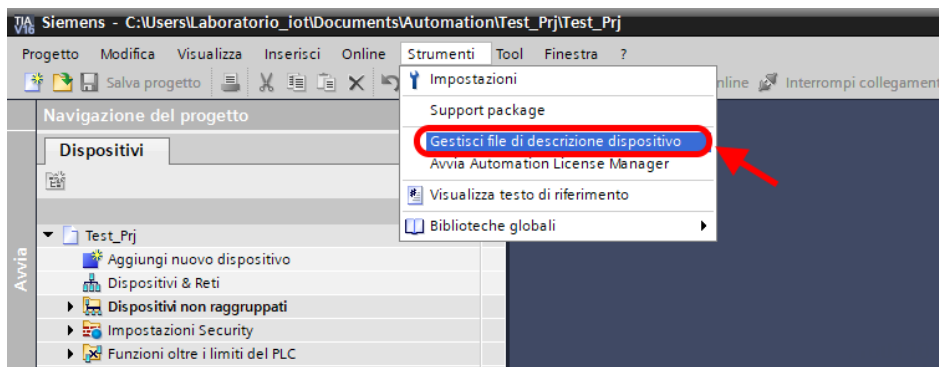 TIA V16 Siemens - C:\Users\Laboratorio_iot\Documents\Automation\Test_Prj\Test_Prj
Progetto Modifica Visualizza Inserisci Online Strumenti Tool Finestra ?
Salva progetto
Impostazioni
nline Interrompi collegament
Support package
Gestisci file di descrizione dispositivo
Avvia Automation License Manager
Visualizza testo di riferimento
Biblioteche globali
Navigazione del progetto
Dispositivi
Test_Prj
Aggiungi nuovo dispositivo
Dispositivi & Reti
Dispositivi non raggruppati
Impostazioni Security
Funzioni oltre i limiti del PLC
Avvia